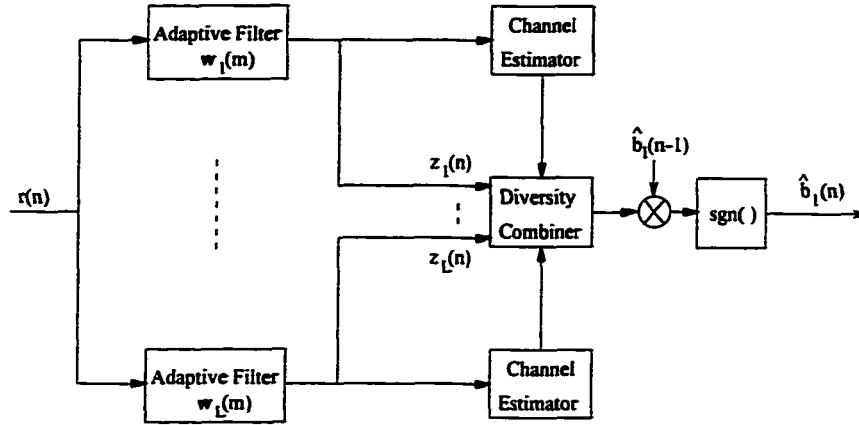 Adaptive Filter
w_1(m)
Channel
Estimator
r(n)
z_1(n)
Diversity
Combiner
b̂_1(n-1)
sgn( )
b̂_1(n)
z_L(n)
Adaptive Filter
w_L(m)
Channel
Estimator